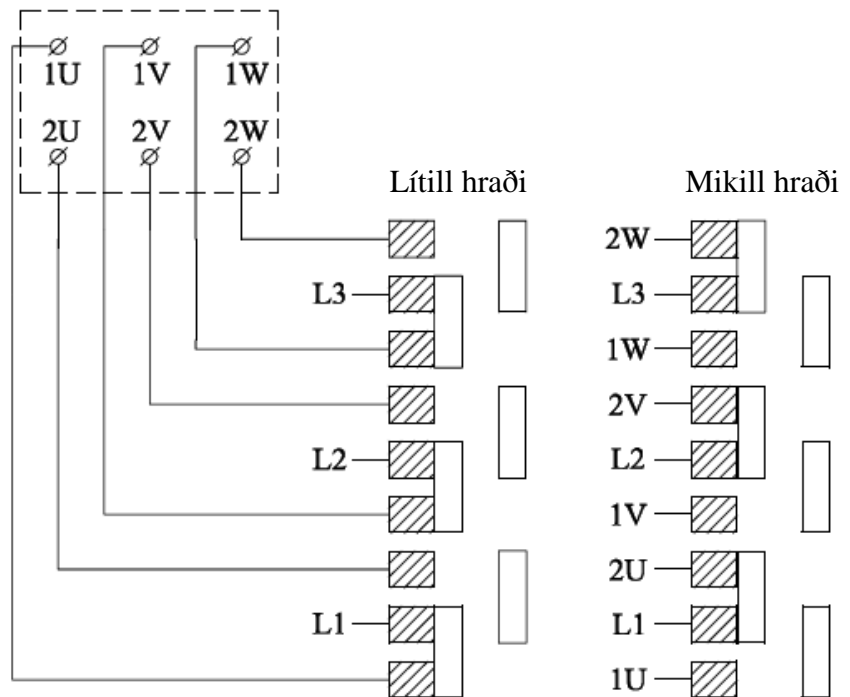 1U 1V 1W
2U 2V 2W
Lítill hraði
Mikill hraði
L3
L2
L1
2W
L3
1W
2V
L2
1V
2U
L1
1U